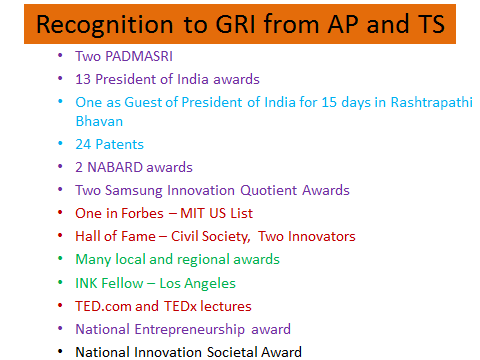 Recognition to GRI from AP and TS
• Two PADMASRI
• 13 President of India awards
• One as Guest of President of India for 15 days in Rashtrapathi
Bhavan
• 24 Patents
• 2 NABARD awards
• Two Samsung Innovation Quotient Awards
• One in Forbes – MIT US List
• Hall of Fame – Civil Society, Two Innovators
• Many local and regional awards
• INK Fellow – Los Angeles
• TED.com and TEDx lectures
• National Entrepreneurship award
• National Innovation Societal Award